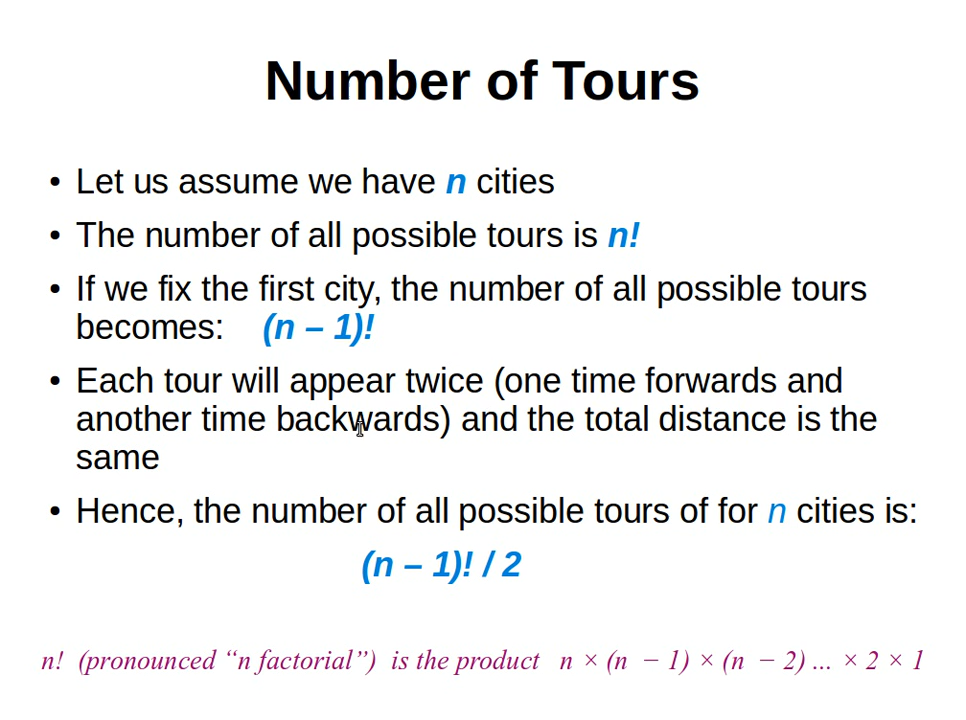 Number of Tours
• Let us assume we have n cities
• The number of all possible tours is n!
• If we fix the first city, the number of all possible tours
becomes: (n – 1)!
• Each tour will appear twice (one time forwards and
another time backwards) and the total distance is the
same
• Hence, the number of all possible tours of for n cities is:
(n – 1)! / 2
n! (pronounced “n factorial”) is the product n × (n − 1) × (n − 2) ... × 2 × 1